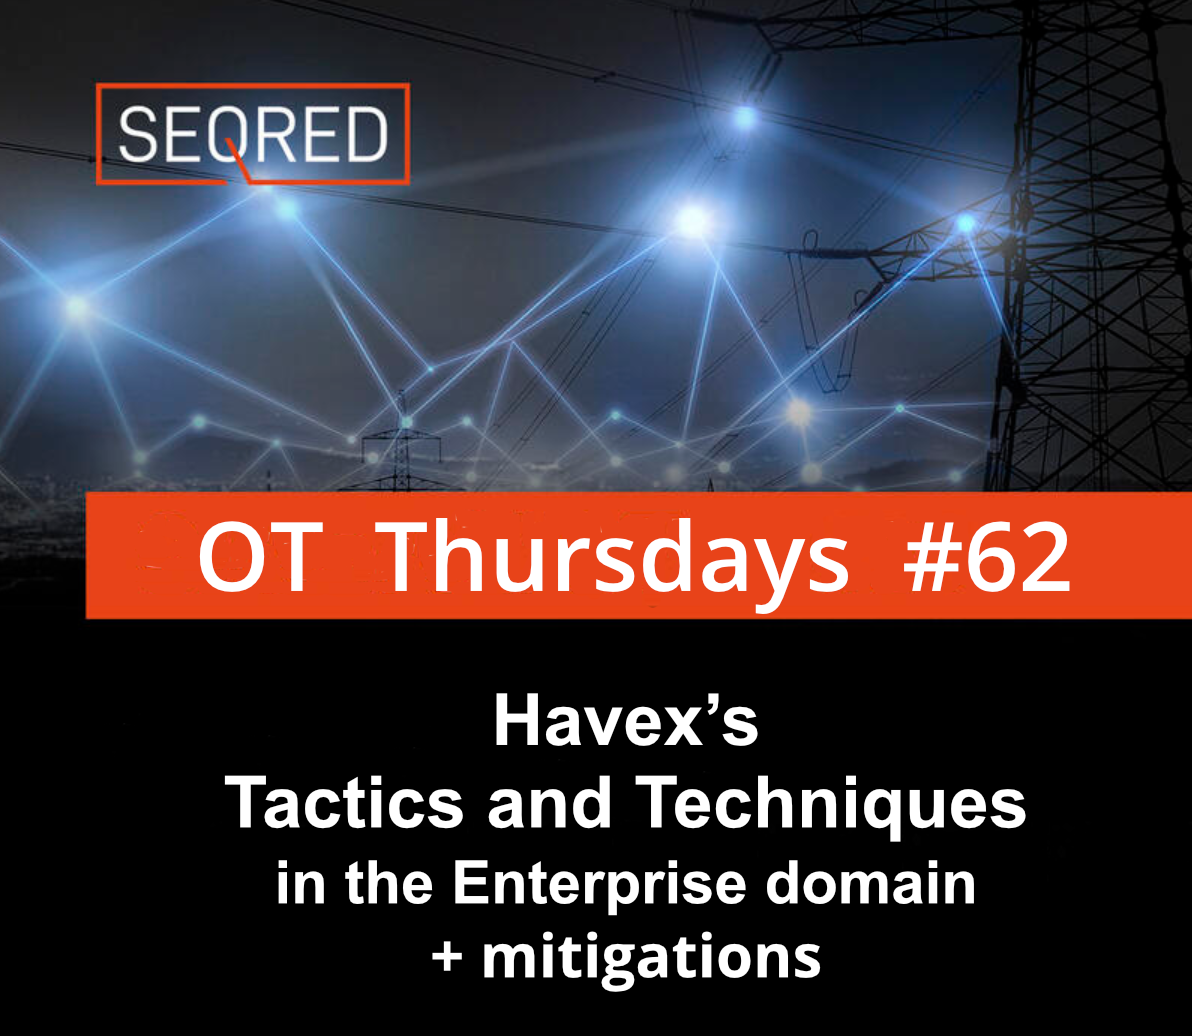 SEQRED
OT Thursdays #62
Havex’s
Tactics and Techniques
in the Enterprise domain
+ mitigations